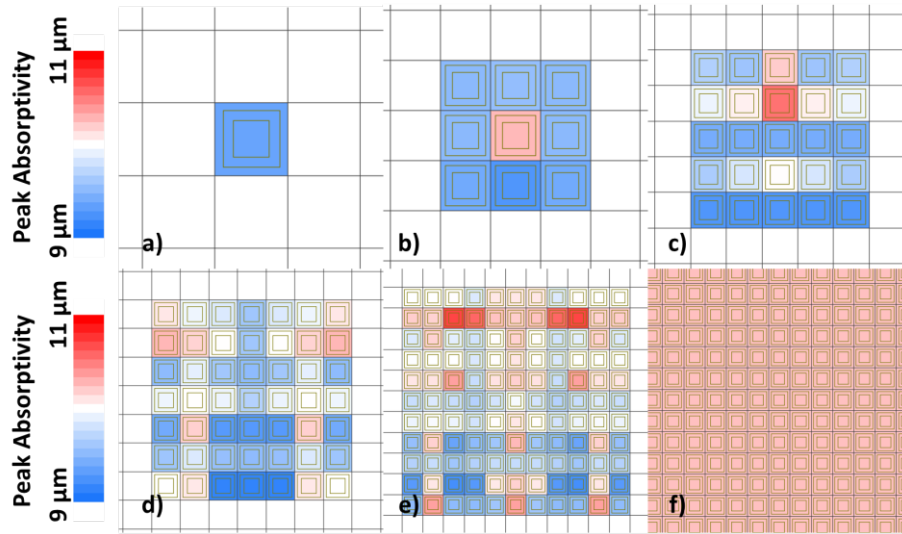 11 µm
Peak Absorptivity
9 µm
a)
b)
c)
11 µm
Peak Absorptivity
9 µm
d)
e)
f)